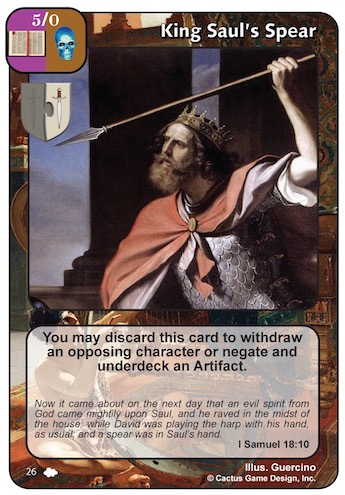 5/0
King Saul's Spear
You may discard this card to withdraw
an opposing character or negate and
underdeck an Artifact.
Now it came about on the next day that an evil spirit from
God came mightily upon Saul, and he raved in the midst of
the house, while David was playing the harp with his hand,
as usual; and a spear was in Saul's hand.
I Samuel 18:10
Illus. Guercino
26
© Cactus Game Design, Inc.